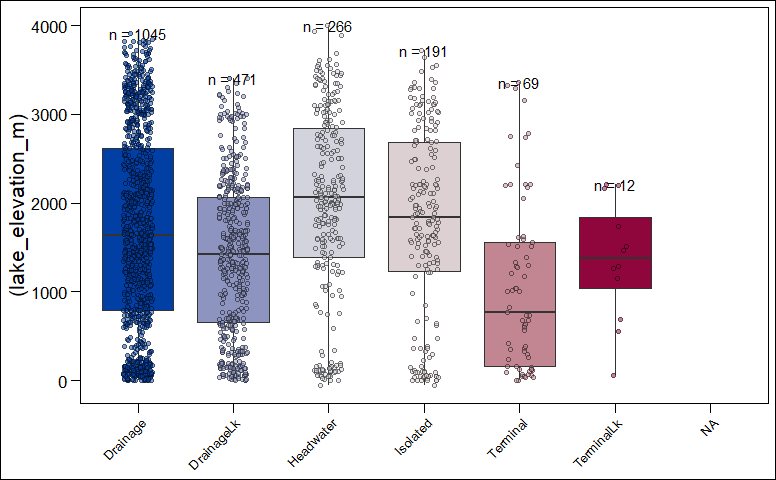 n = 1045
n = 471
n = 266
n = 191
n = 69
n = 12
(lake_elevation_m)
4000
3000
2000
1000
0
Drainage
DrainageLk
Headwater
Isolated
Terminal
TerminalLk
NA